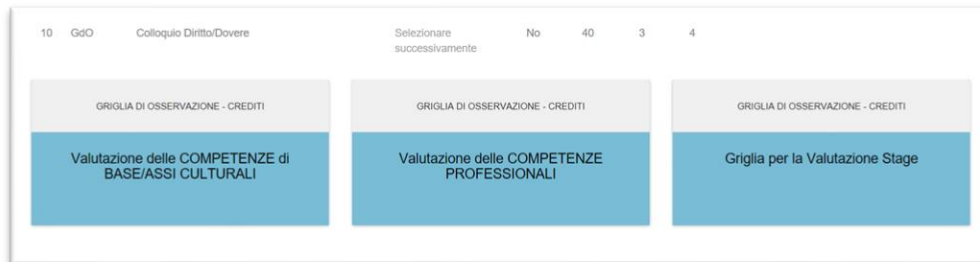 10 GdO Colloquio Diritto/Dovere Selezionare No 40 3 4
successivamente
GRIGLIA DI OSSERVAZIONE - CREDITI
Valutazione delle COMPETENZE di
BASE/ASSI CULTURALI
GRIGLIA DI OSSERVAZIONE - CREDITI
Valutazione delle COMPETENZE
PROFESSIONALI
GRIGLIA DI OSSERVAZIONE - CREDITI
Griglia per la Valutazione Stage